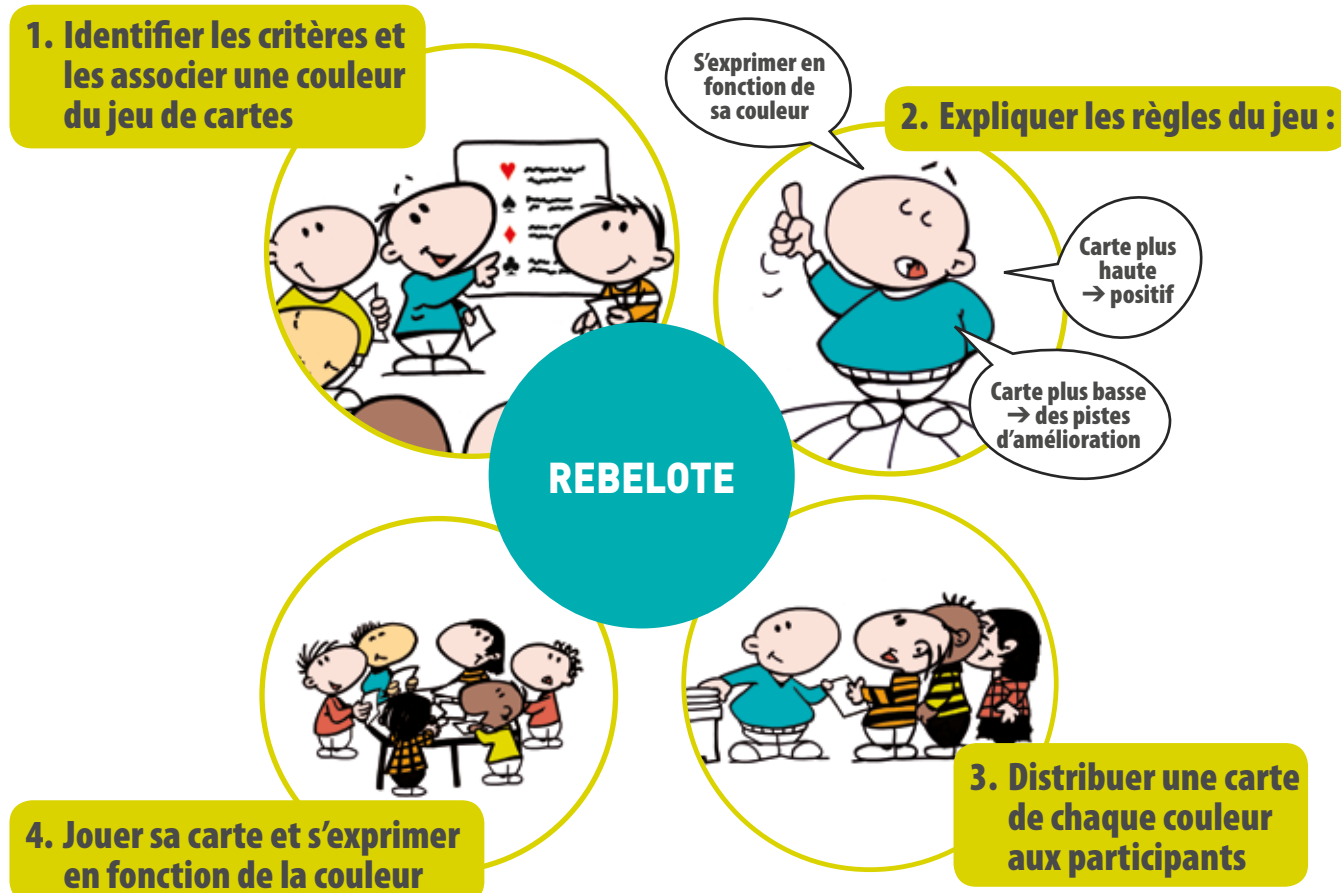 1. Identifier les critères et
les associer une couleur
du jeu de cartes
S'exprimer en
fonction de
sa couleur
2. Expliquer les règles du jeu :
Carte plus
haute
➔ positif
Carte plus basse
➔ des pistes
d'amélioration
REBELOTE
3. Distribuer une carte
de chaque couleur
aux participants
4. Jouer sa carte et s'exprimer
en fonction de la couleur